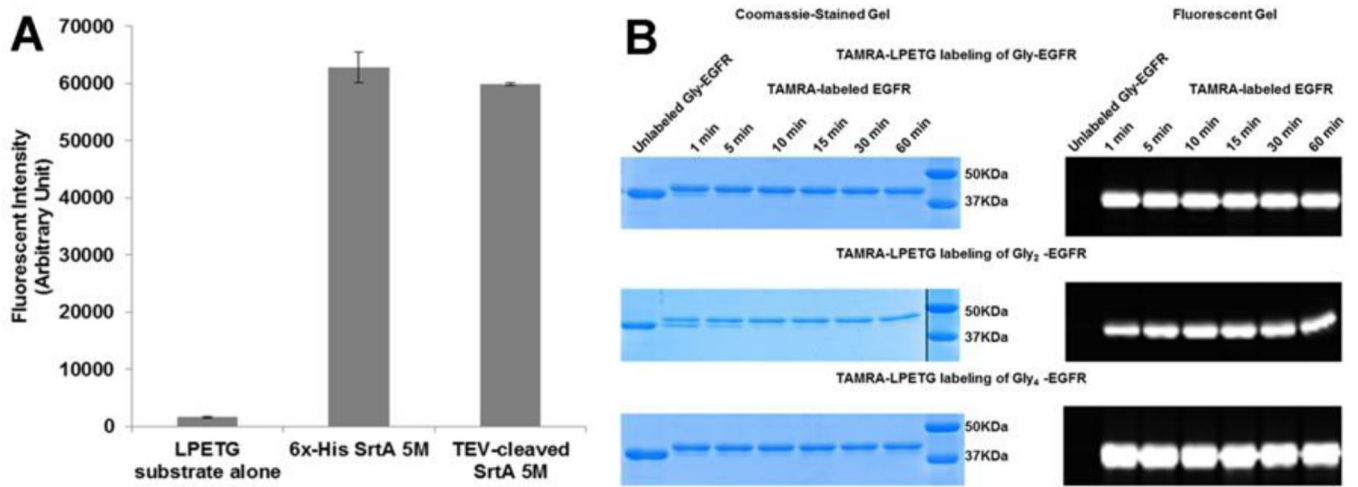 A
Fluorescent Intensity
(Arbitrary Unit)
70000
60000
50000
40000
30000
20000
10000
0
LPETG
substrate alone
6x-His SrtA 5M
TEV-cleaved
SrtA 5M
B
Coomassie-Stained Gel
TAMRA-LPETG labeling of Gly-EGFR
TAMRA-labeled EGFR
Unlabeled Gly-EGFR
1 min
5 min
10 min
15 min
30 min
60 min
50KDa
37KDa
TAMRA-LPETG labeling of Gly₂ -EGFR
50KDa
37KDa
TAMRA-LPETG labeling of Gly₄ -EGFR
50KDa
37KDa
Fluorescent Gel
TAMRA-labeled EGFR
Unlabeled Gly-EGFR
1 min
5 min
10 min
15 min
30 min
60 min